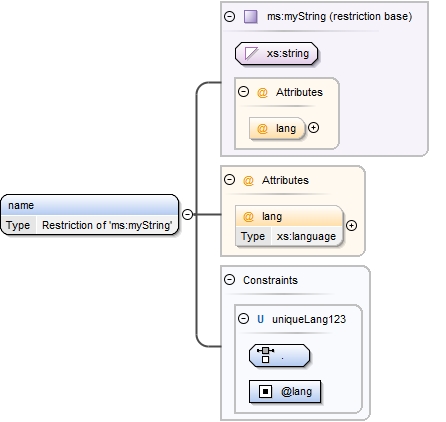 ms:myString (restriction base)
xs:string
@ Attributes
@ lang
name
Type Restriction of 'ms:myString'
@ Attributes
@ lang
Type xs:language
Constraints
U uniqueLang123
.
@lang